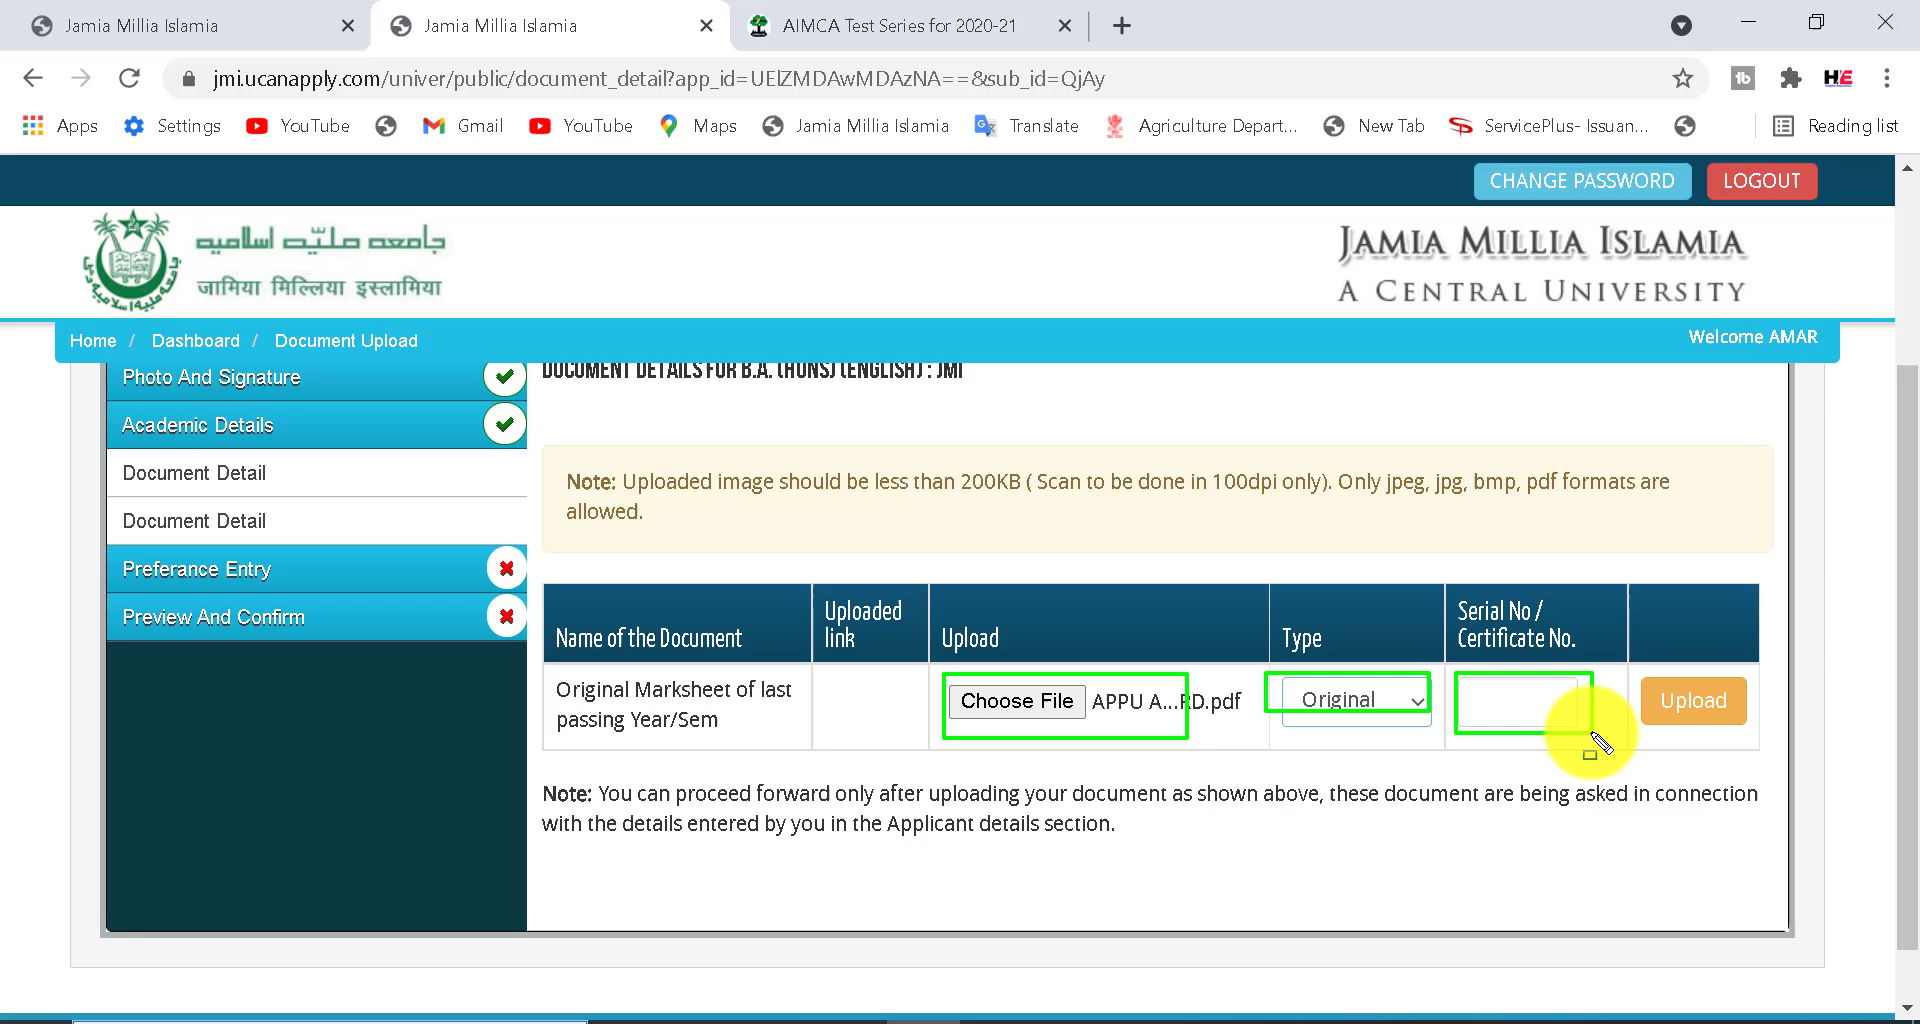 Jamia Millia Islamia
Jamia Millia Islamia
AIMCA Test Series for 2020-21
jmi.ucanapply.com/univer/public/document_detail?app_id=UElZMDAwMDAzNA==&sub_id=QjAy
Apps
Settings
YouTube
Gmail
YouTube
Maps
Jamia Millia Islamia
Translate
Agriculture Depart...
New Tab
ServicePlus- Issuan...
Reading list
CHANGE PASSWORD
LOGOUT
جامعہ ملیّہ اسلامیہ
जामिया मिल्लिया इस्लामिया
JAMIA MILLIA ISLAMIA
A CENTRAL UNIVERSITY
Home / Dashboard / Document Upload
Welcome AMAR
Photo And Signature
Academic Details
Document Detail
Document Detail
Preferance Entry
Preview And Confirm
DOCUMENT DETAILS FOR B.A. (HONS) (ENGLISH) : JMI
Note: Uploaded image should be less than 200KB ( Scan to be done in 100dpi only). Only jpeg, jpg, bmp, pdf formats are
allowed.
Name of the Document
Uploaded
link
Upload
Type
Serial No /
Certificate No.
Original Marksheet of last
passing Year/Sem
Choose File APPU A...RD.pdf
Original
Upload
Note: You can proceed forward only after uploading your document as shown above, these document are being asked in connection
with the details entered by you in the Applicant details section.